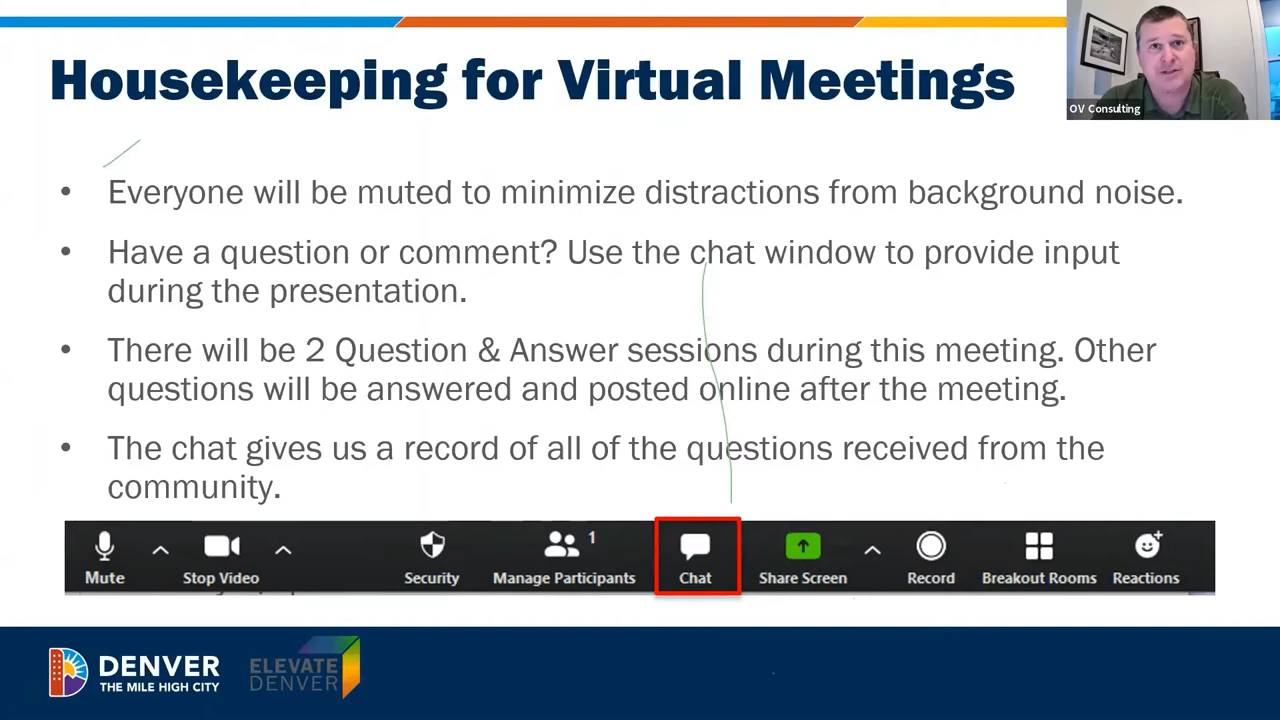 Housekeeping for Virtual Meetings
OV Consulting
• Everyone will be muted to minimize distractions from background noise.
• Have a question or comment? Use the chat window to provide input
during the presentation.
• There will be 2 Question & Answer sessions during this meeting. Other
questions will be answered and posted online after the meeting.
• The chat gives us a record of all of the questions received from the
community.
1
Mute Stop Video Security Manage Participants Chat Share Screen Record Breakout Rooms Reactions
DENVER
THE MILE HIGH CITY
ELEVATE
DENVER